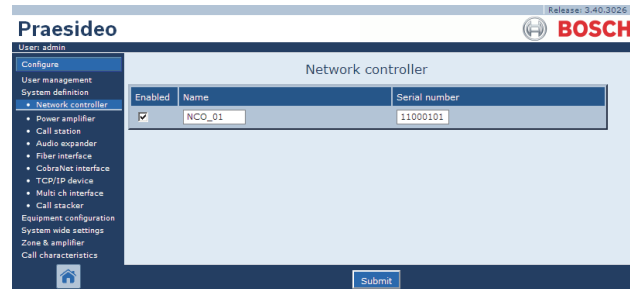 Release: 3.40.3026
Praesideo
BOSCH
User: admin
Configure
User management
System definition
• Network controller
• Power amplifier
• Call station
• Audio expander
• Fiber interface
• CobraNet interface
• TCP/IP device
• Multi ch interface
• Call stacker
Equipment configuration
System wide settings
Zone & amplifier
Call characteristics
Network controller
Enabled Name Serial number
NCO_01 11000101
Submit